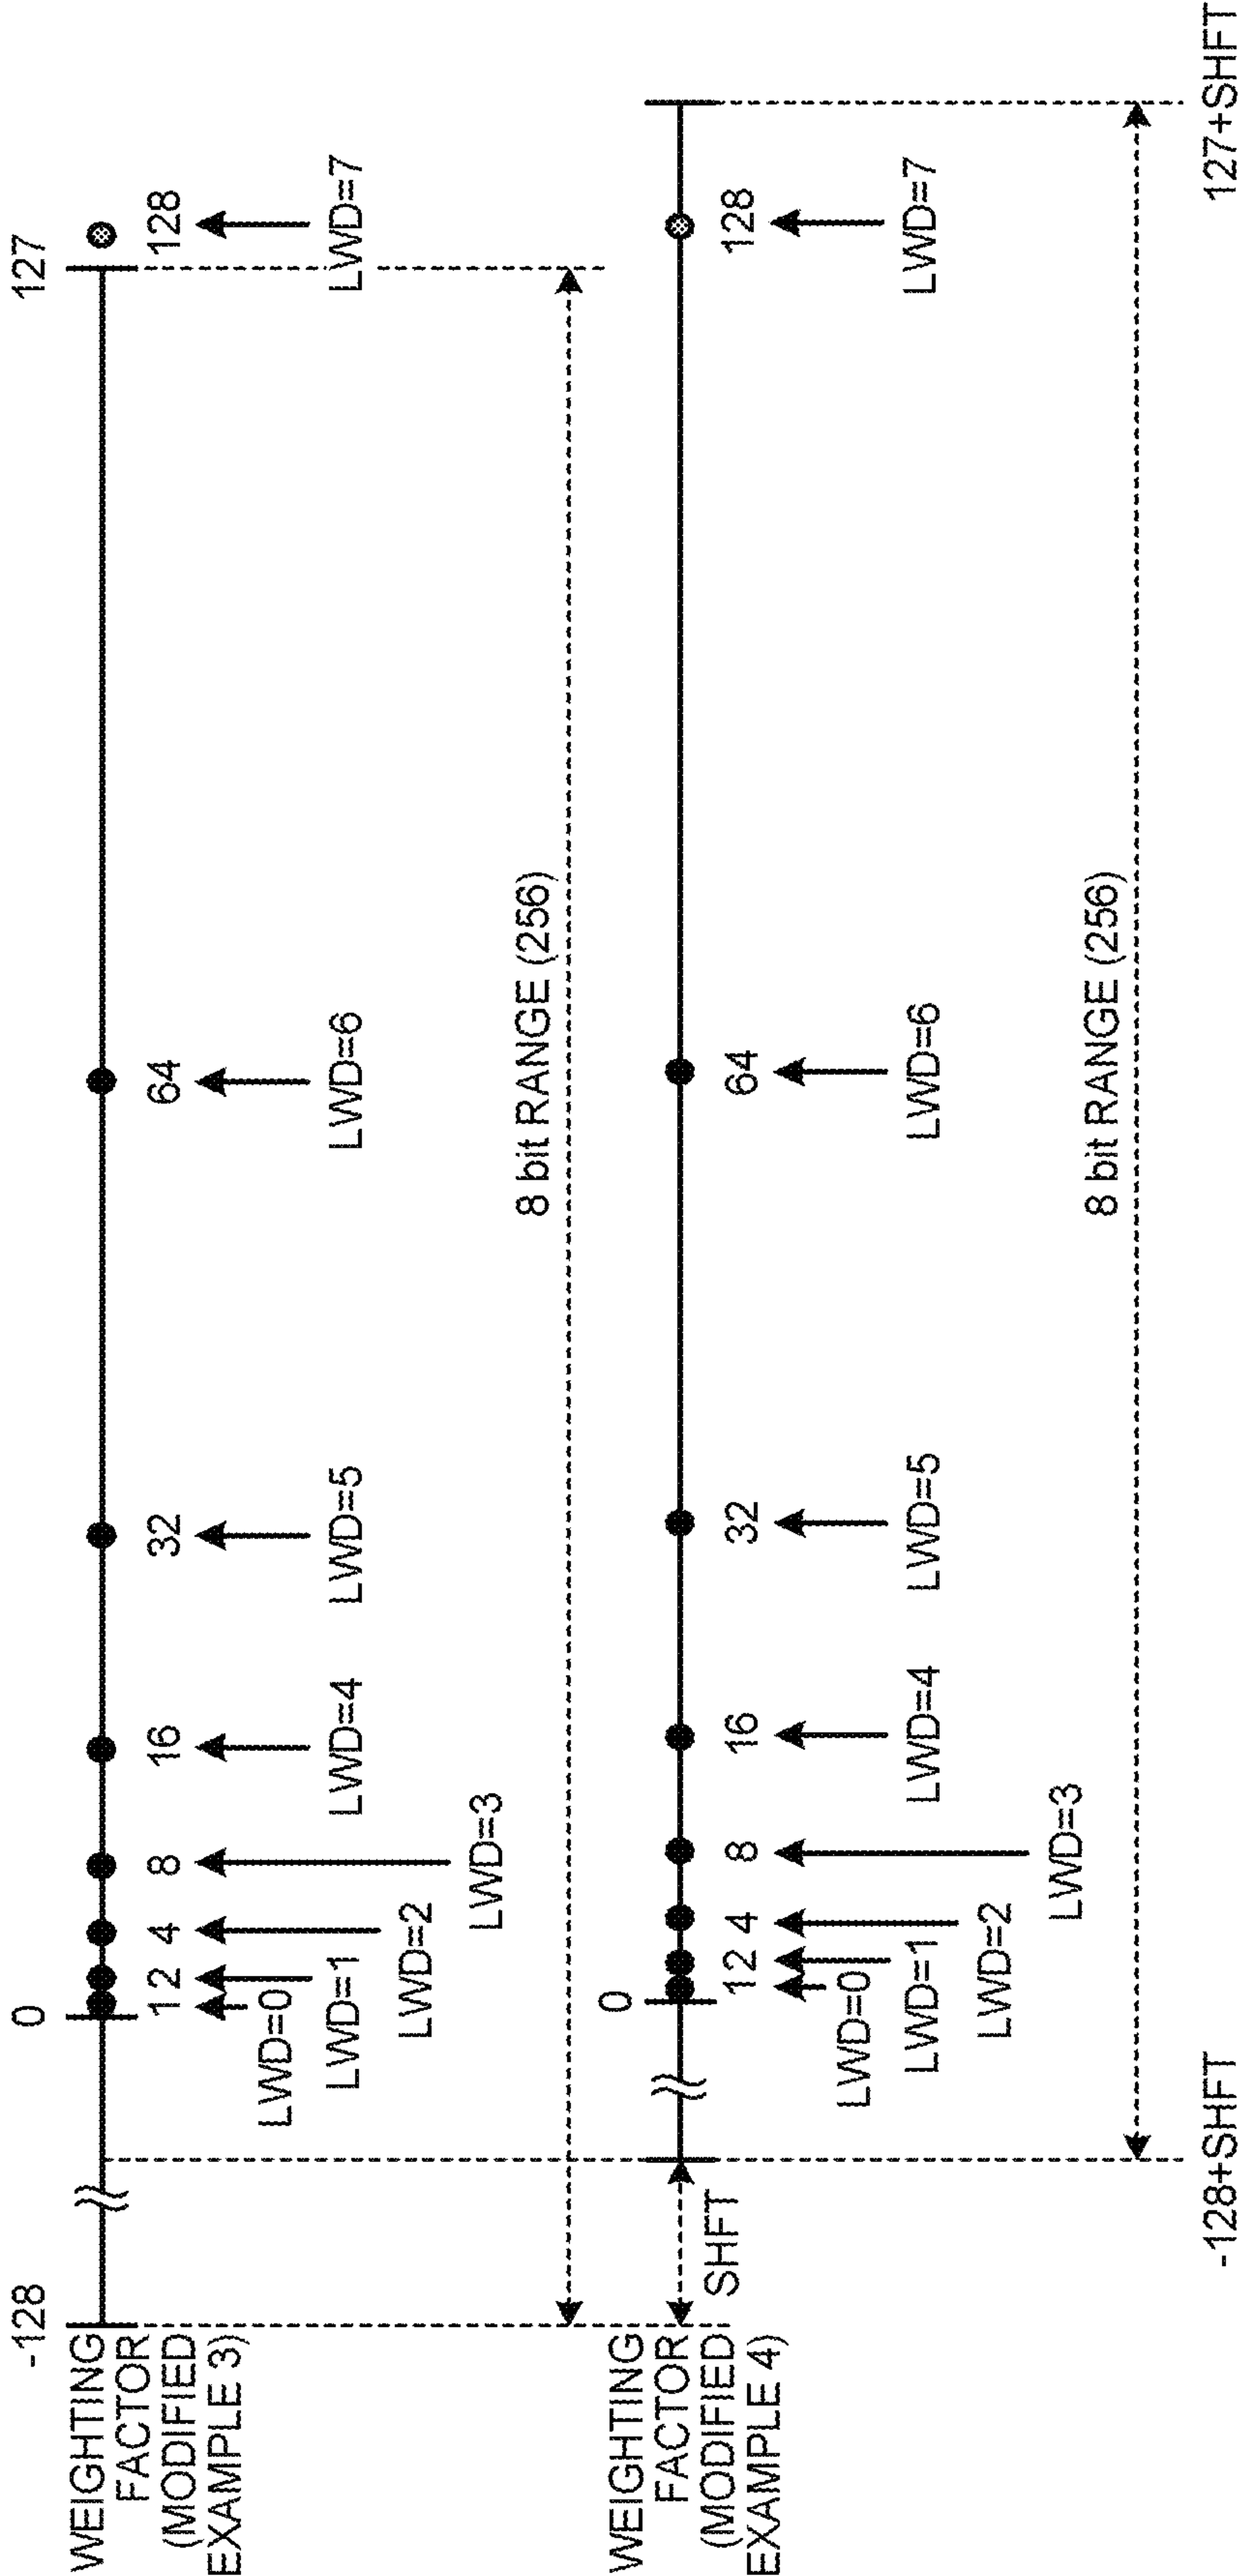 -128
0
127
WEIGHTING
FACTOR
(MODIFIED
EXAMPLE 3)
1 2 4 8 16 32 64 128
LWD=0
LWD=1
LWD=2
LWD=3
LWD=4
LWD=5
LWD=6
LWD=7
8 bit RANGE (256)
0
WEIGHTING
FACTOR
(MODIFIED
EXAMPLE 4)
SHFT
1 2 4 8 16 32 64 128
LWD=0
LWD=1
LWD=2
LWD=3
LWD=4
LWD=5
LWD=6
LWD=7
8 bit RANGE (256)
-128+SHFT
127+SHFT